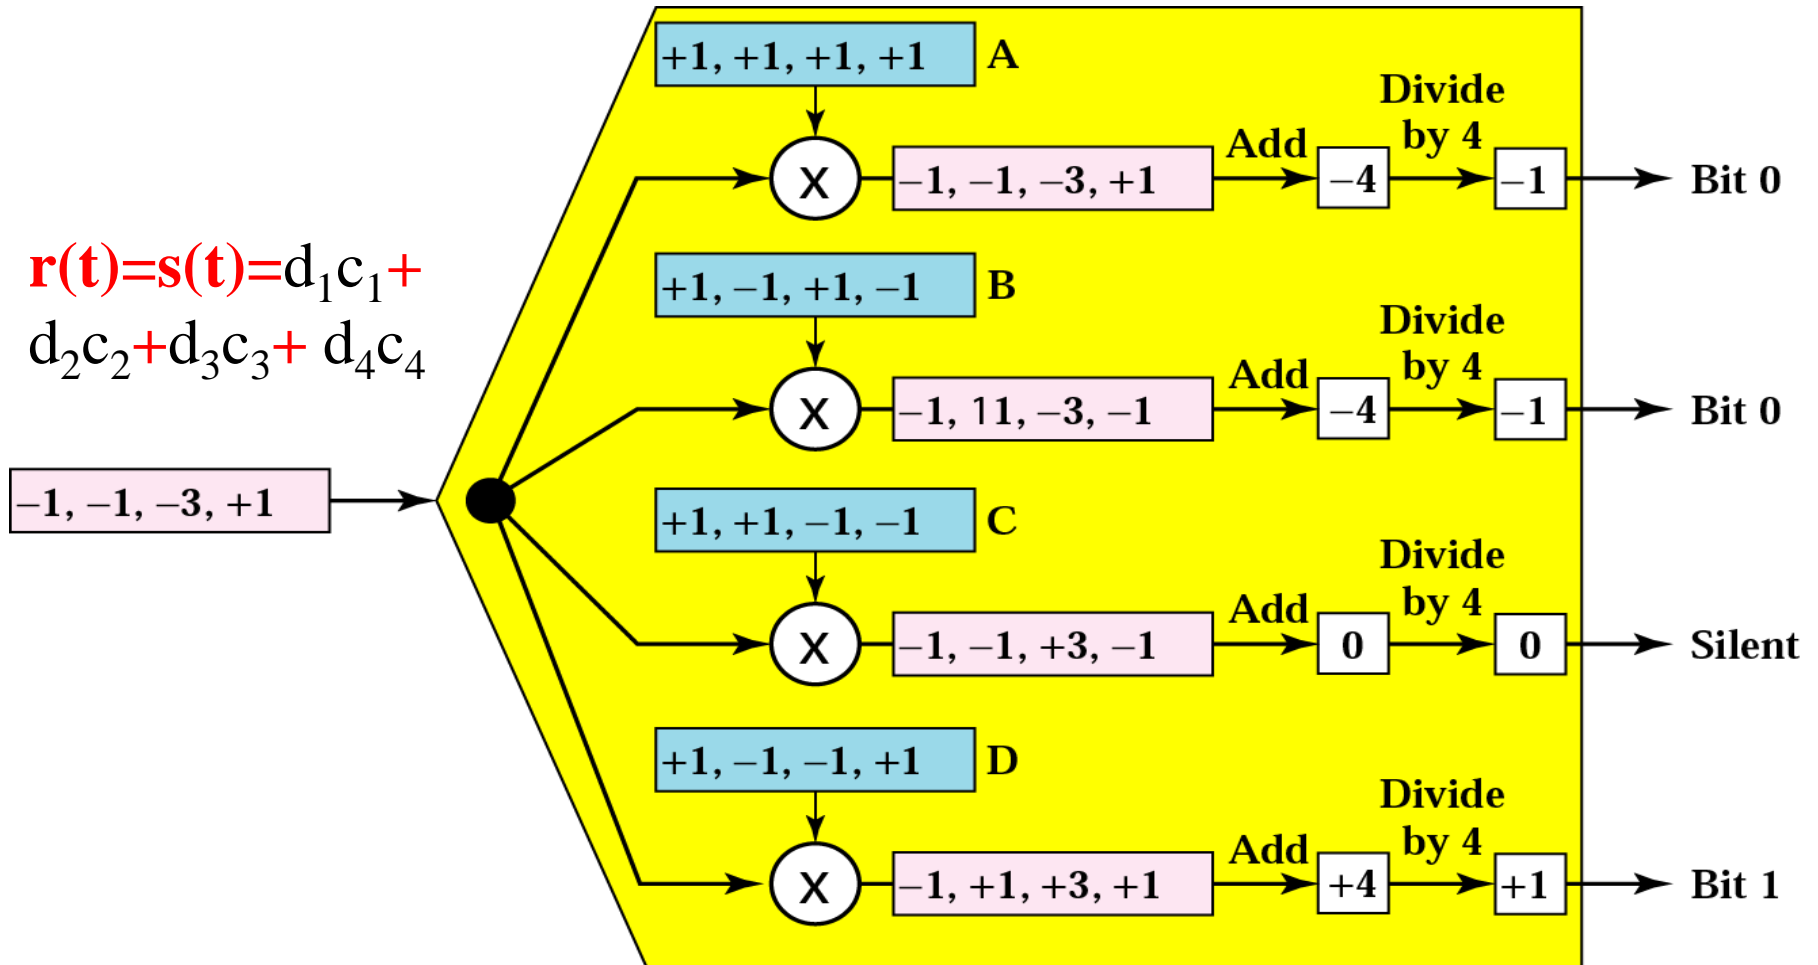 r(t)=s(t)=d₁c₁+
d₂c₂+d₃c₃+ d₄c₄
−1, −1, −3, +1
+1, +1, +1, +1 A
X
−1, −1, −3, +1
Add
−4
Divide
by 4
−1
Bit 0
+1, −1, +1, −1 B
X
−1, 11, −3, −1
Add
−4
Divide
by 4
−1
Bit 0
+1, +1, −1, −1 C
X
−1, −1, +3, −1
Add
0
Divide
by 4
0
Silent
+1, −1, −1, +1 D
X
−1, +1, +3, +1
Add
+4
Divide
by 4
+1
Bit 1